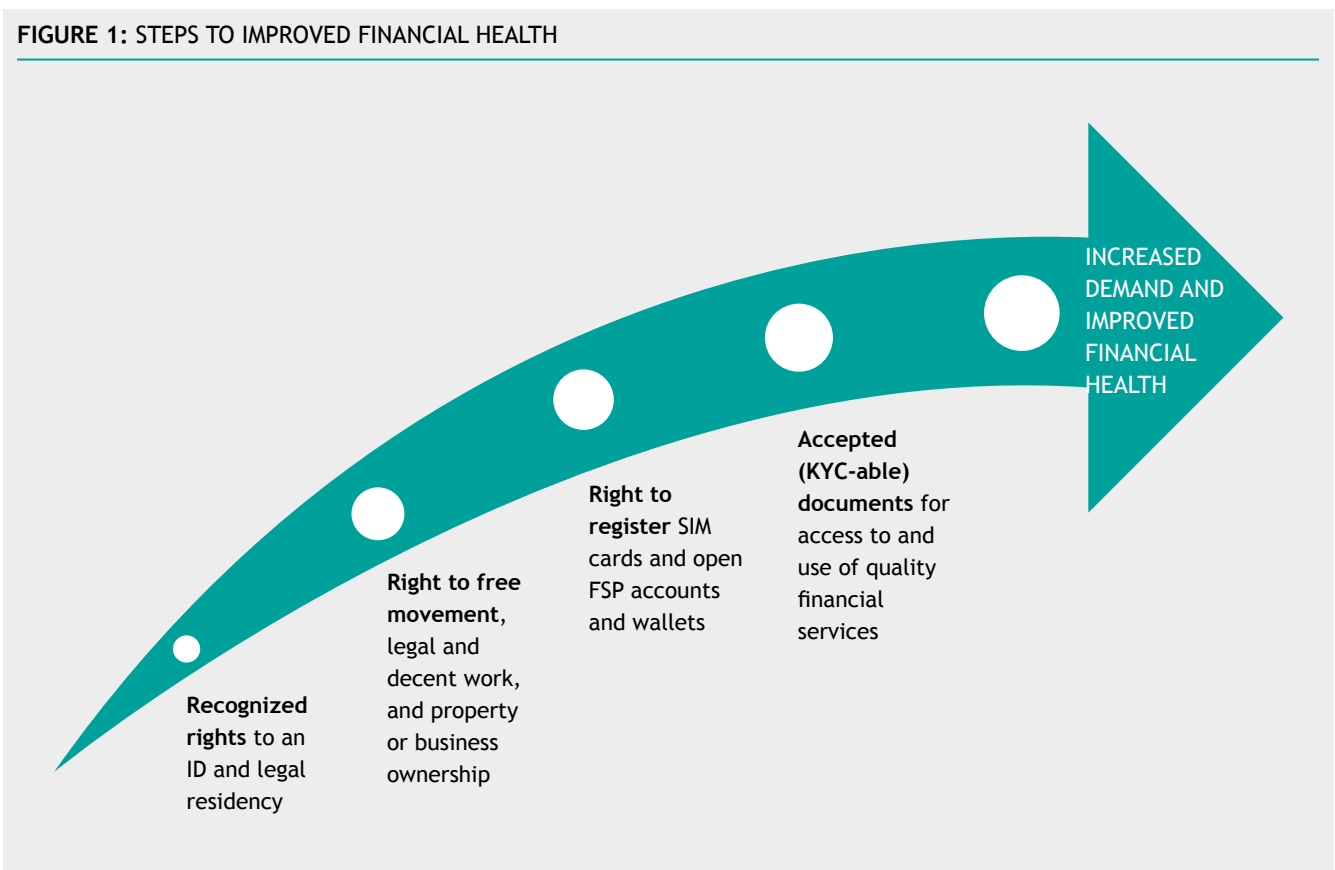 FIGURE 1: STEPS TO IMPROVED FINANCIAL HEALTH
Recognized
rights to an
ID and legal
residency
Right to free
movement,
legal and
decent work,
and property
or business
ownership
Right to
register SIM
cards and open
FSP accounts
and wallets
Accepted
(KYC-able)
documents for
access to and
use of quality
financial
services
INCREASED
DEMAND AND
IMPROVED
FINANCIAL
HEALTH